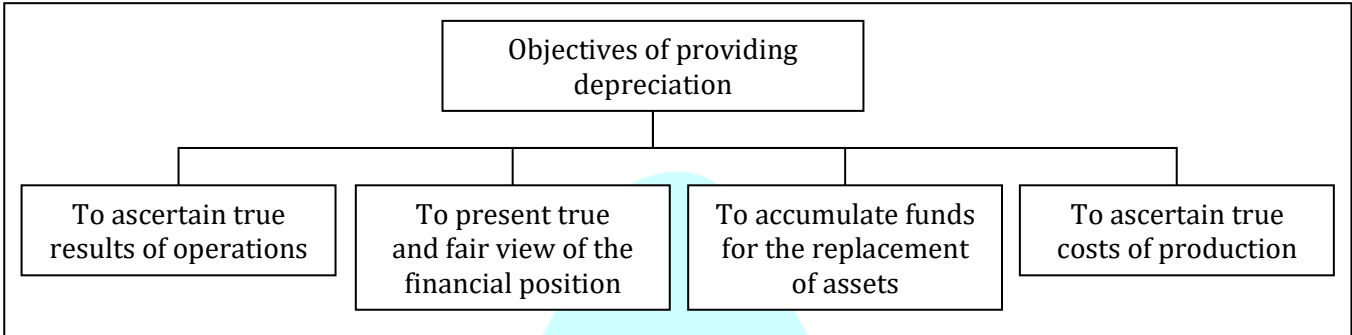 Objectives of providing
depreciation
To ascertain true
results of operations
To present true
and fair view of the
financial position
To accumulate funds
for the replacement
of assets
To ascertain true
costs of production